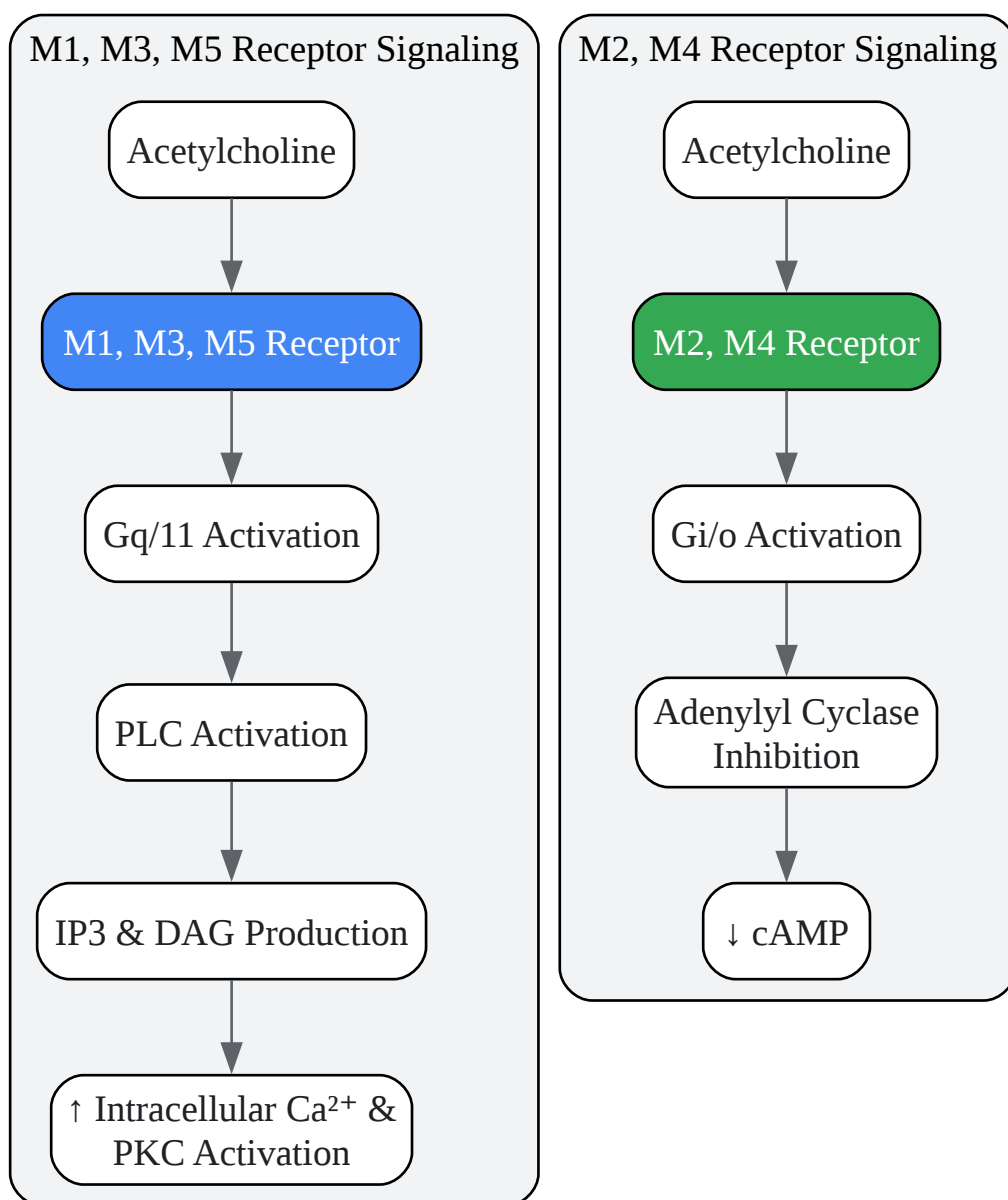 M1, M3, M5 Receptor Signaling
Acetylcholine
M1, M3, M5 Receptor
Gq/11 Activation
PLC Activation
IP3 & DAG Production
↑ Intracellular Ca²⁺ &
PKC Activation
M2, M4 Receptor Signaling
Acetylcholine
M2, M4 Receptor
Gi/o Activation
Adenylyl Cyclase
Inhibition
↓ cAMP